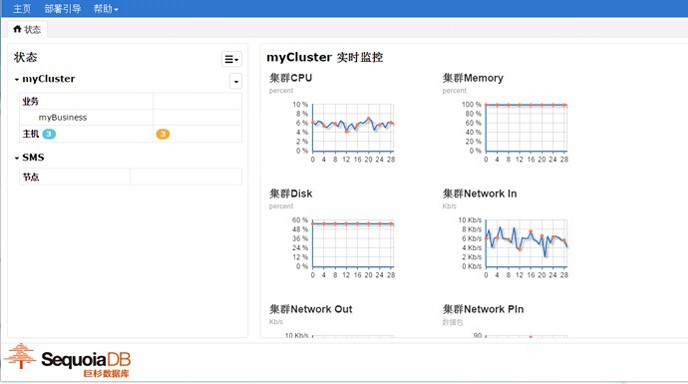 主页 部署引导 帮助
状态
状态
myCluster
业务
myBusiness
主机 3 3
SMS
节点
myCluster 实时监控
集群CPU
percent
10 %
8 %
6 %
4 %
2 %
0 %
0 4 8 12 16 20 24 28
集群Memory
percent
100 %
80 %
60 %
40 %
20 %
0 %
0 4 8 12 16 20 24 28
集群Disk
percent
60 %
48 %
36 %
24 %
12 %
0 %
0 4 8 12 16 20 24 28
集群Network In
Kb/s
10 Kb/s
8 Kb/s
6 Kb/s
4 Kb/s
2 Kb/s
0 Kb/s
0 4 8 12 16 20 24 28
集群Network Out
Kb/s
10 Kb/s
集群Network PIn
数据包
90
SequoiaDB
巨杉数据库